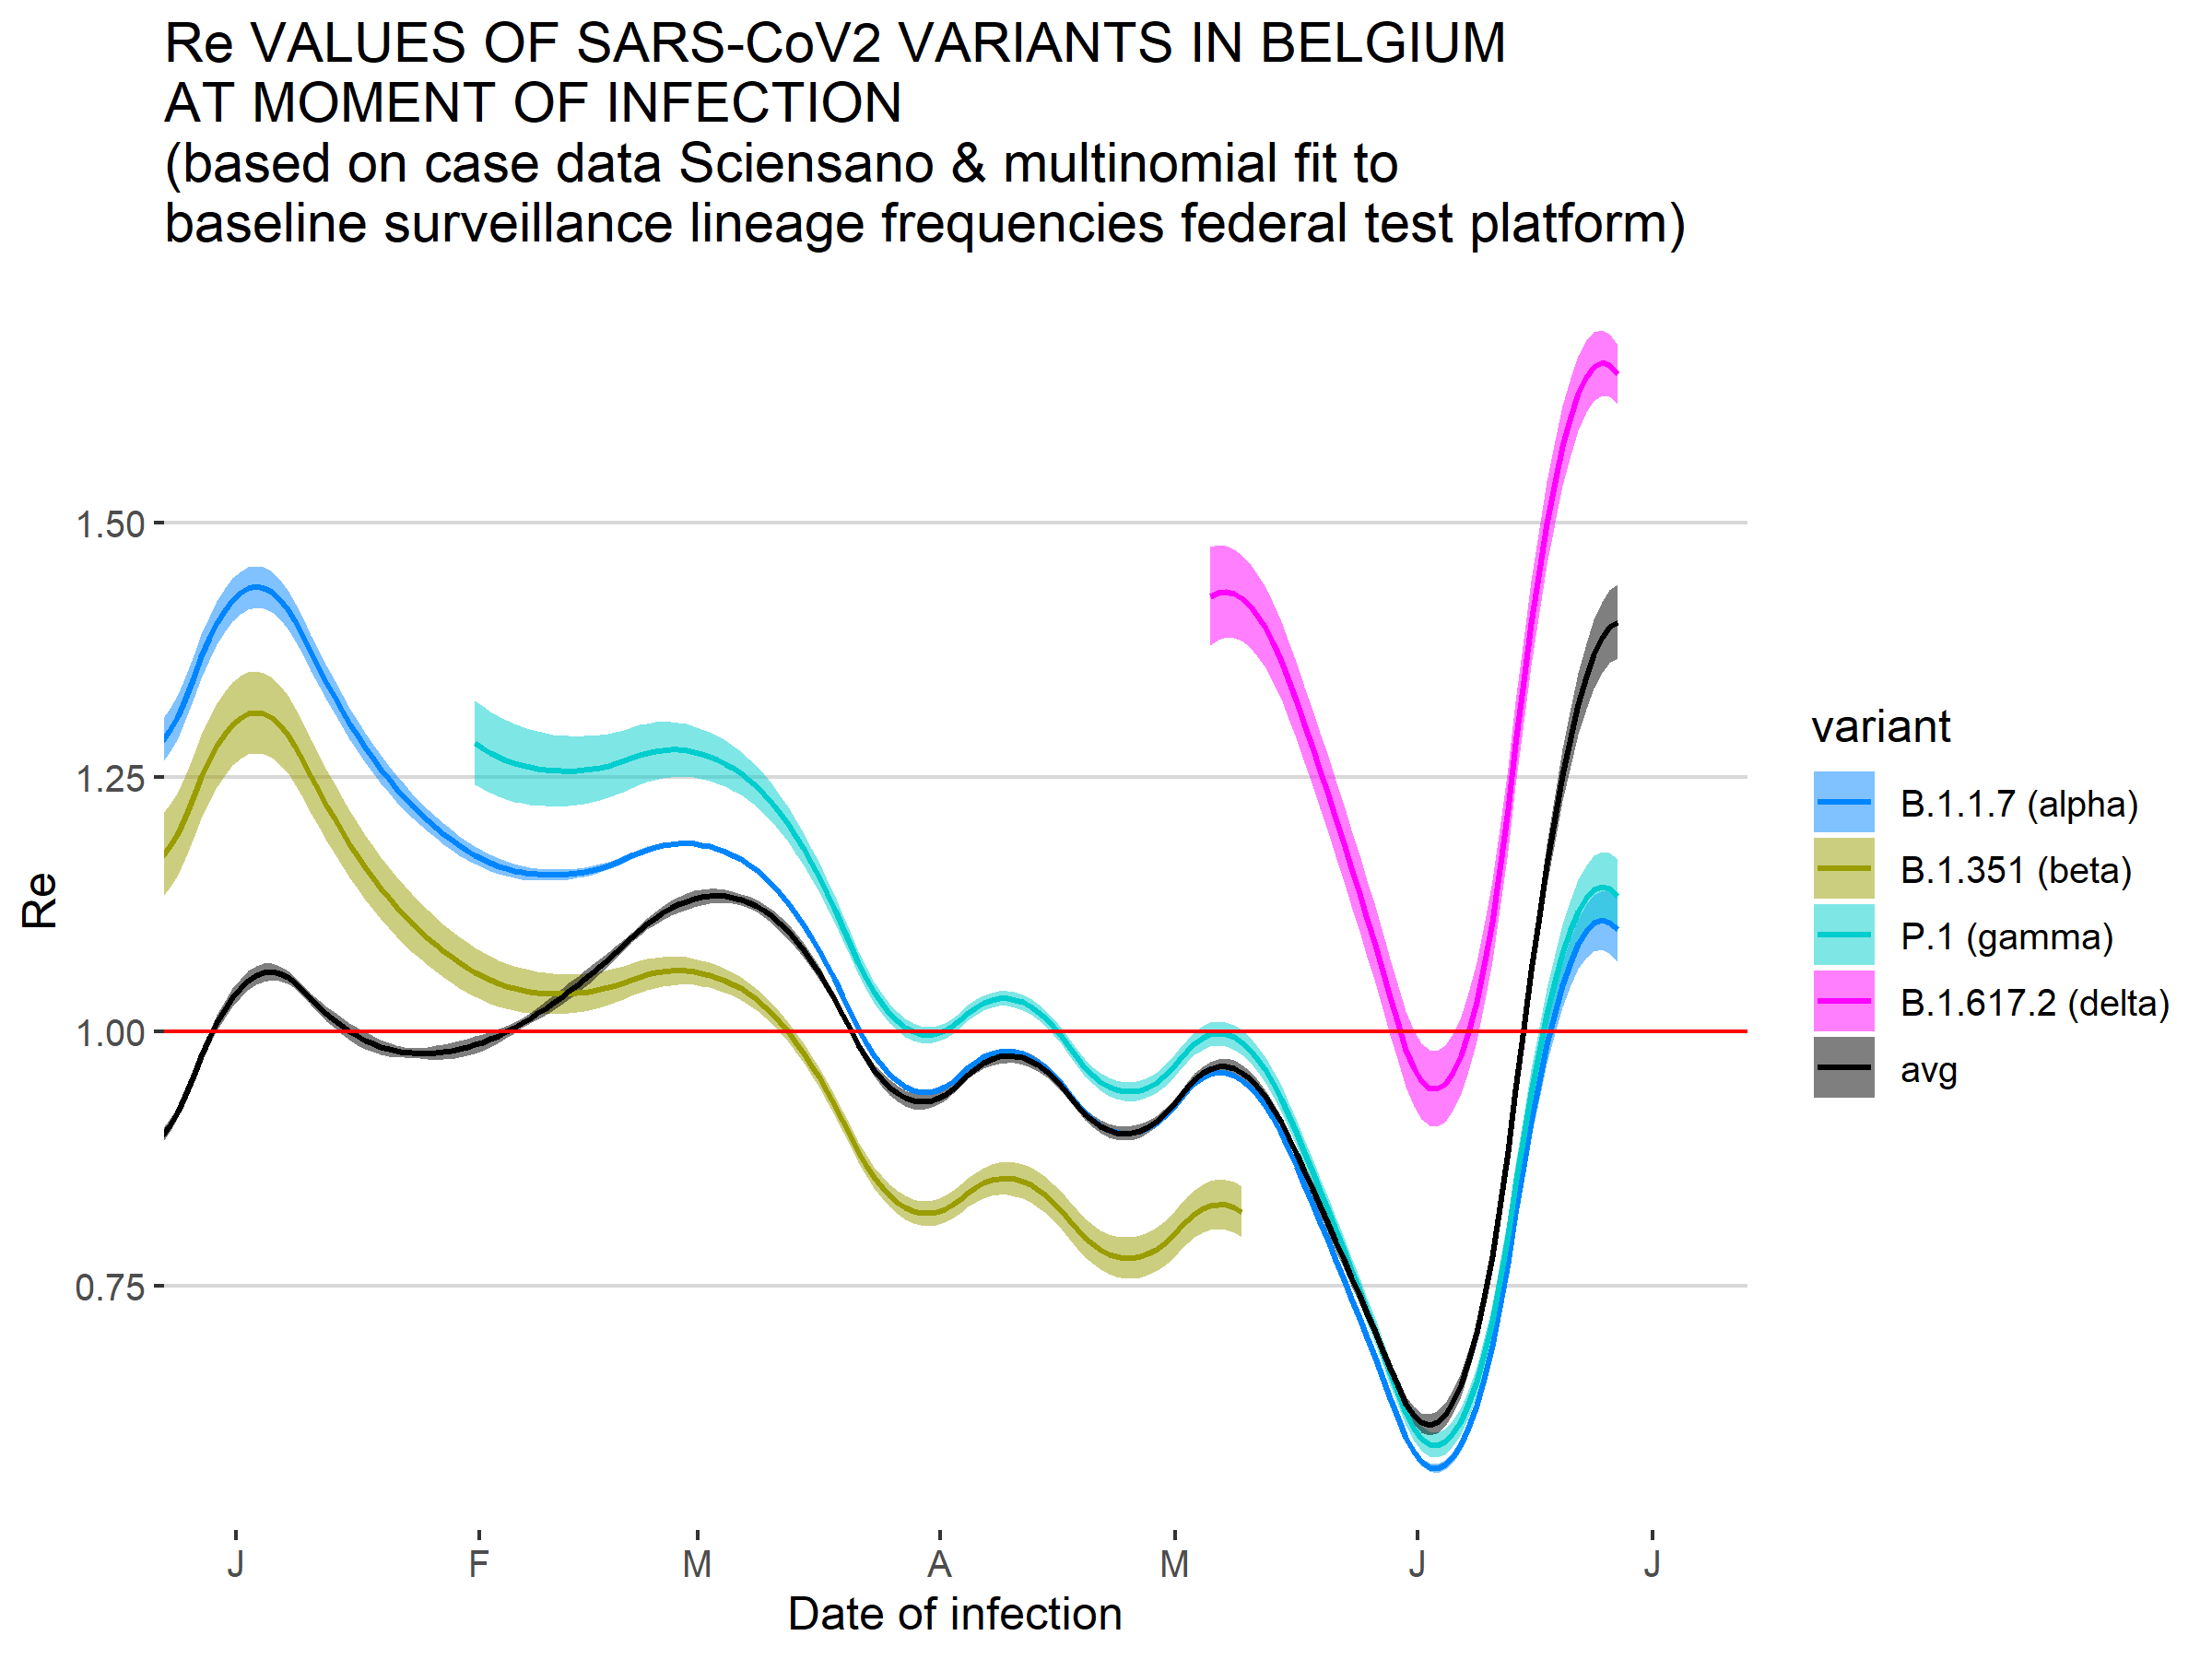 Re VALUES OF SARS-CoV2 VARIANTS IN BELGIUM
AT MOMENT OF INFECTION
(based on case data Sciensano & multinomial fit to
baseline surveillance lineage frequencies federal test platform)
1.50
1.25
1.00
0.75
Re
J F M A M J J
Date of infection
variant
B.1.1.7 (alpha)
B.1.351 (beta)
P.1 (gamma)
B.1.617.2 (delta)
avg